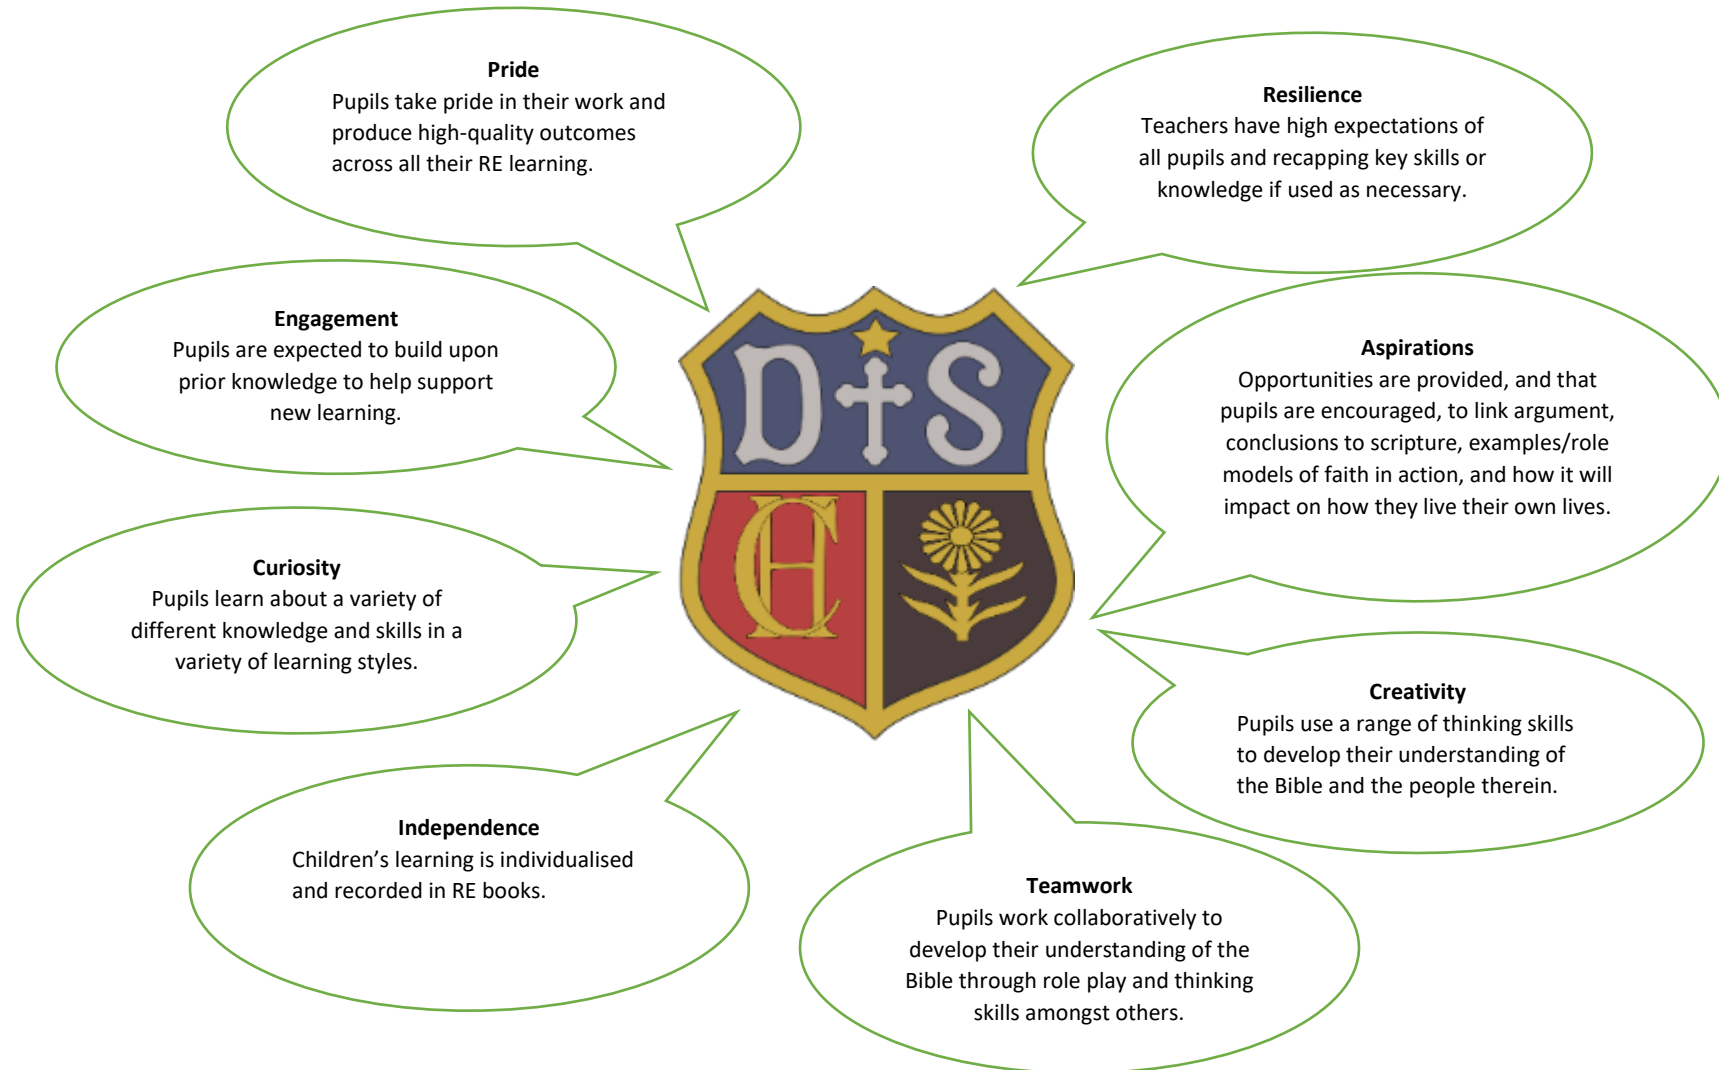 Pride
Pupils take pride in their work and
produce high-quality outcomes
across all their RE learning.
Resilience
Teachers have high expectations of
all pupils and recapping key skills or
knowledge if used as necessary.
Engagement
Pupils are expected to build upon
prior knowledge to help support
new learning.
Aspirations
Opportunities are provided, and that
pupils are encouraged, to link argument,
conclusions to scripture, examples/role
models of faith in action, and how it will
impact on how they live their own lives.
D S
CH
Curiosity
Pupils learn about a variety of
different knowledge and skills in a
variety of learning styles.
Creativity
Pupils use a range of thinking skills
to develop their understanding of
the Bible and the people therein.
Independence
Children’s learning is individualised
and recorded in RE books.
Teamwork
Pupils work collaboratively to
develop their understanding of the
Bible through role play and thinking
skills amongst others.